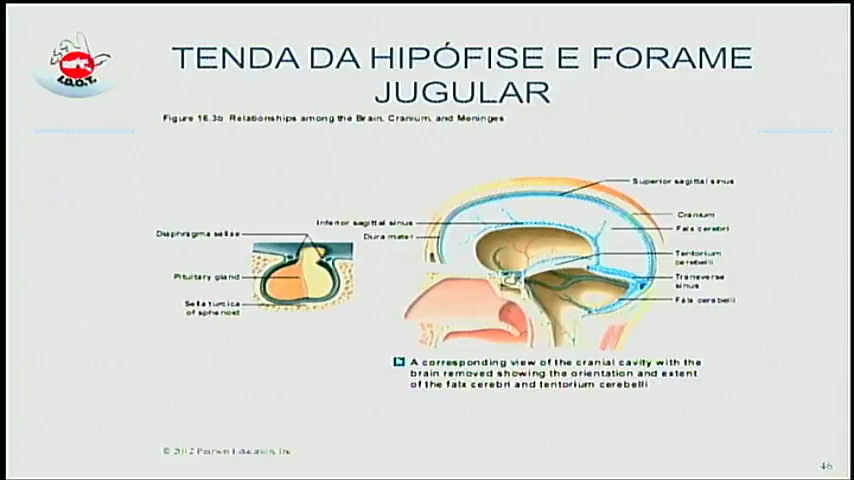 I.D.O.T.
TENDA DA HIPÓFISE E FORAME
JUGULAR
Figure 16.3b Relationships among the Brain, Cranium, and Meninges
Superior sagittal sinus
Inferior sagittal sinus
Cranium
Falx cerebri
Dura mater
Diaphragma sellae
Tentorium
cerebelli
Pituitary gland
Transverse
sinus
Falx cerebelli
Sella turcica
of sphenoid
b A corresponding view of the cranial cavity with the
brain removed showing the orientation and extent
of the falx cerebri and tentorium cerebelli
© 2012 Pearson Education, Inc.
46